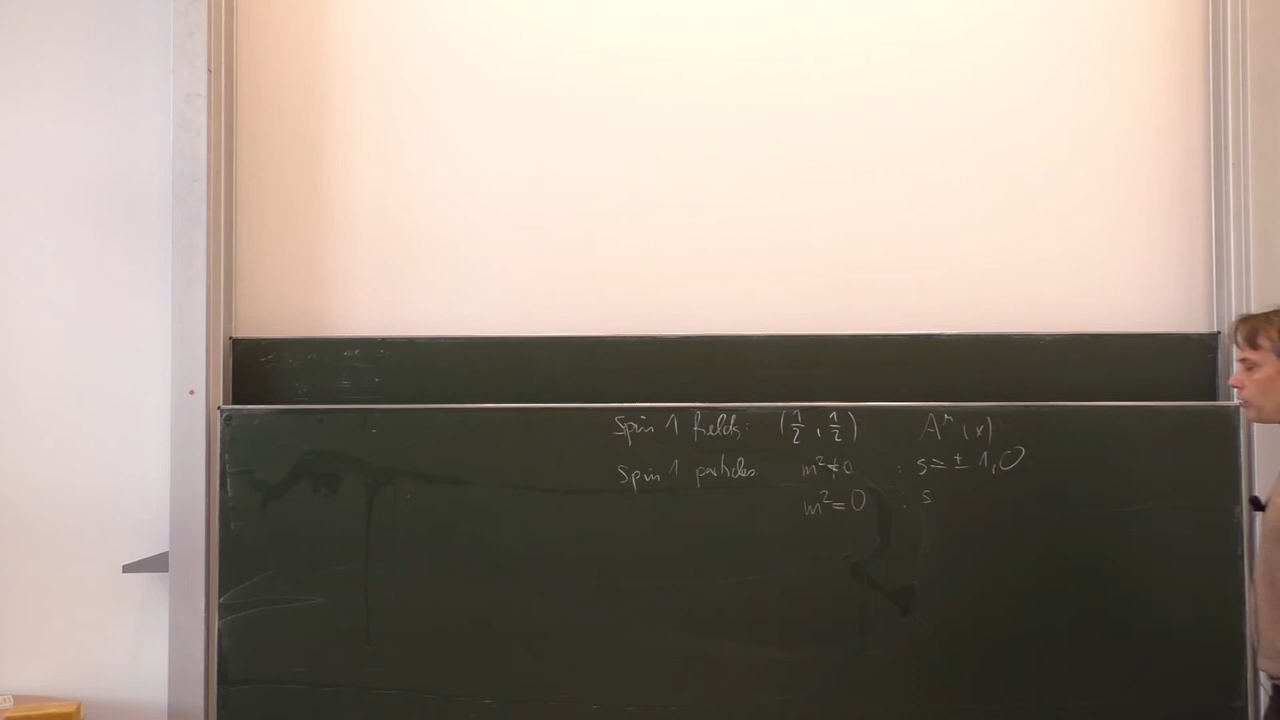 Spin 1 fields: (1/2, 1/2) A^μ(x)
Spin 1 particles: m²≠0 : s=±1,0
m²=0 : s